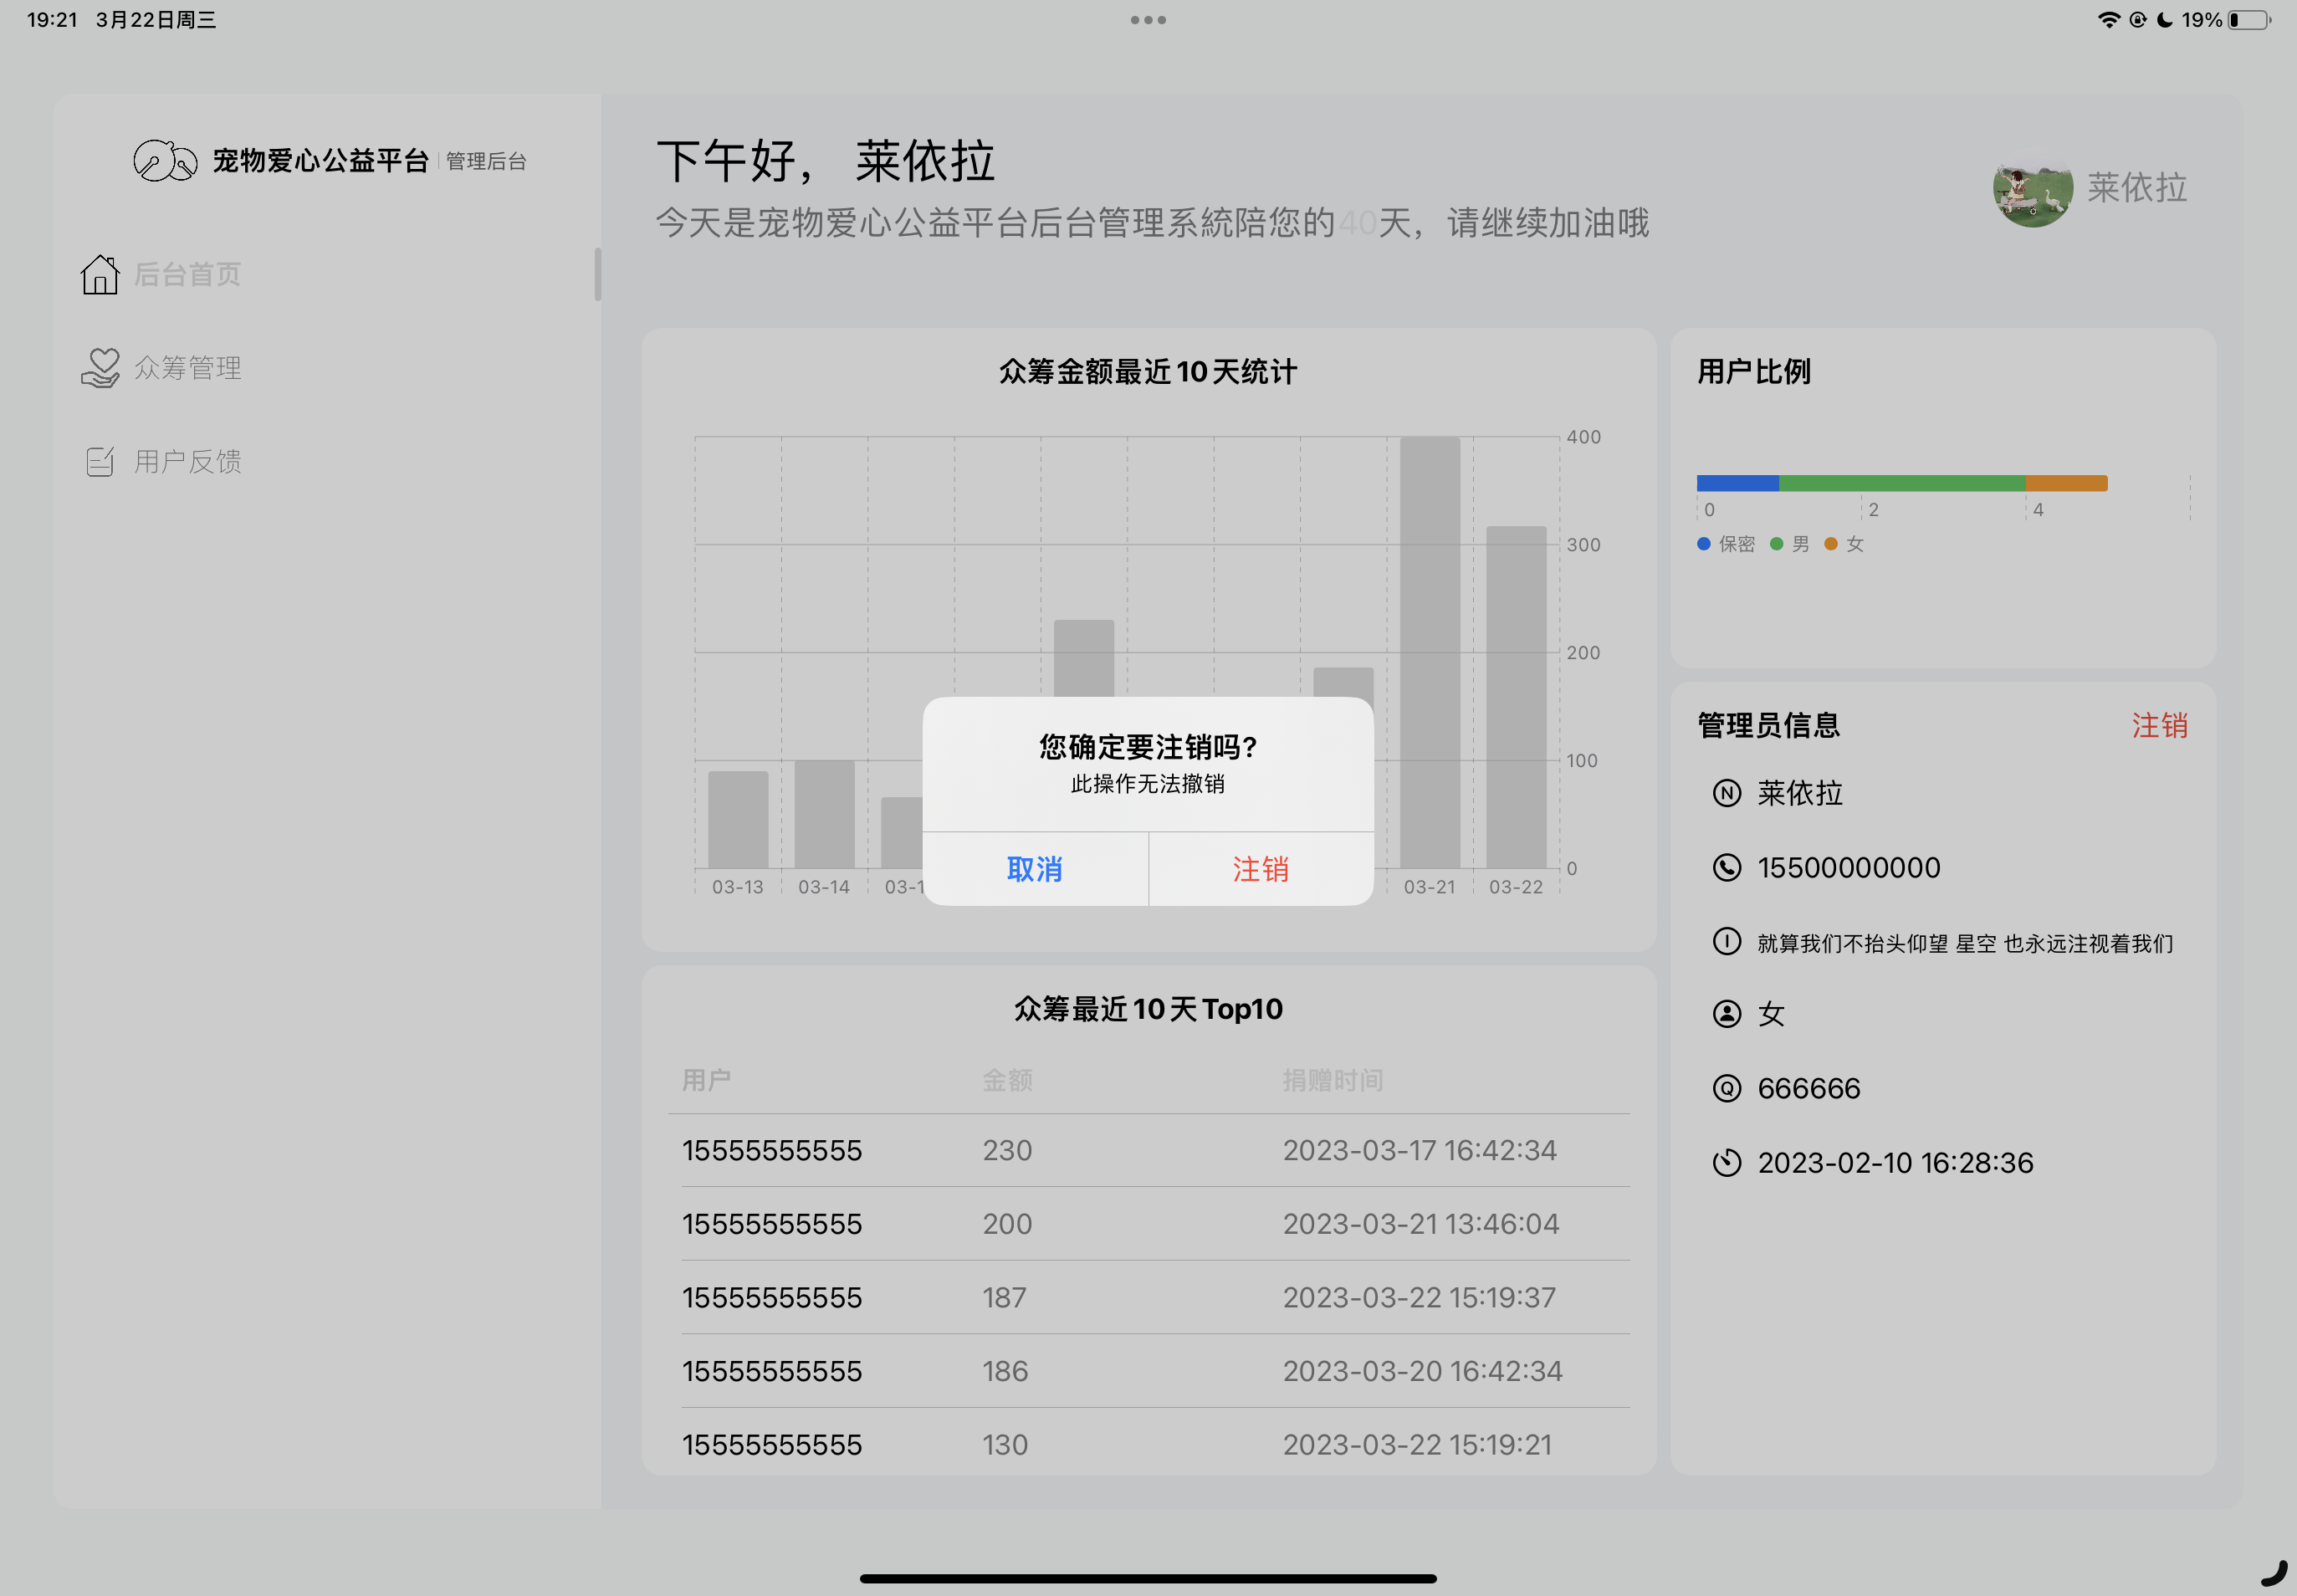 19:21 3月22日周三
19%
宠物爱心公益平台 管理后台
后台首页
众筹管理
用户反馈
下午好， 莱依拉
今天是宠物爱心公益平台后台管理系統陪您的40天，请继续加油哦
莱依拉
众筹金额最近10天统计
400
300
200
100
0
03-13 03-14 03-1 03-21 03-22
用户比例
0 2 4
保密 男 女
您确定要注销吗?
此操作无法撤销
取消 注销
管理员信息 注销
N 莱依拉
15500000000
I 就算我们不抬头仰望 星空 也永远注视着我们
女
Q 666666
2023-02-10 16:28:36
众筹最近10天Top10
用户 金额 捐赠时间
15555555555 230 2023-03-17 16:42:34
15555555555 200 2023-03-21 13:46:04
15555555555 187 2023-03-22 15:19:37
15555555555 186 2023-03-20 16:42:34
15555555555 130 2023-03-22 15:19:21